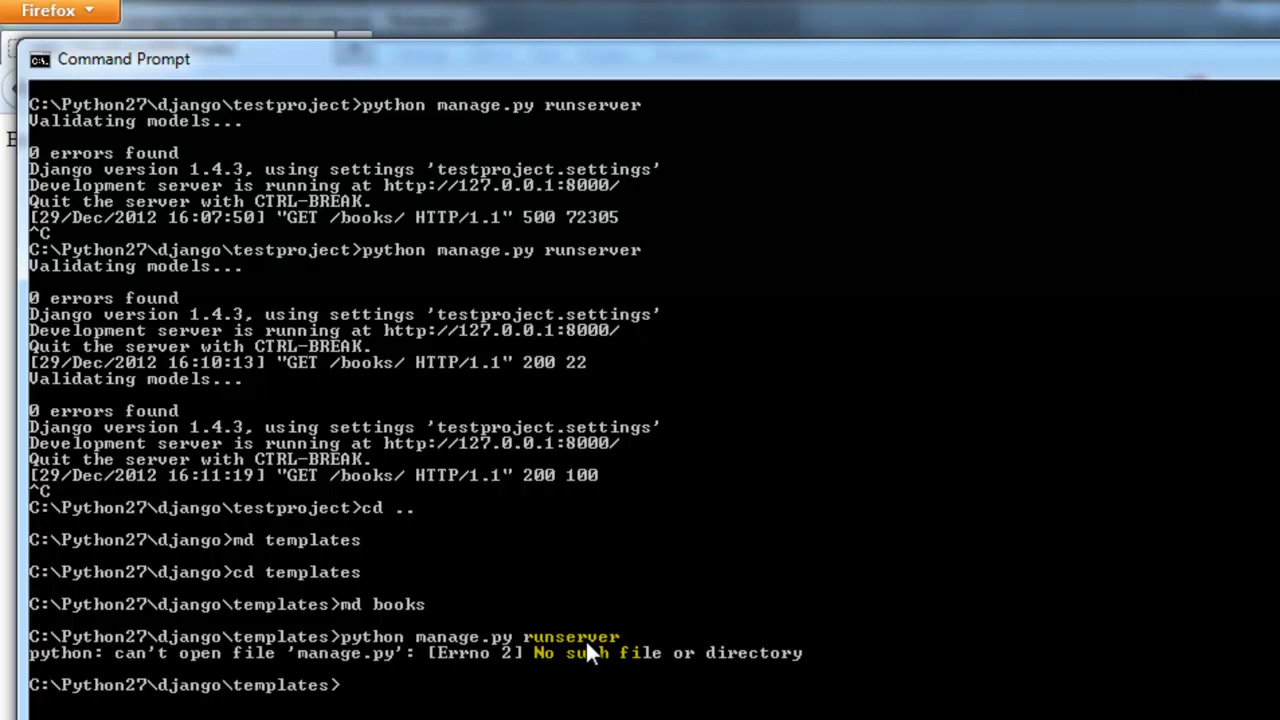 Firefox
Command Prompt
C:\Python27\django\testproject>python manage.py runserver
Validating models...
0 errors found
Django version 1.4.3, using settings 'testproject.settings'
Development server is running at http://127.0.0.1:8000/
Quit the server with CTRL-BREAK.
[29/Dec/2012 16:07:50] "GET /books/ HTTP/1.1" 500 72305
^C
C:\Python27\django\testproject>python manage.py runserver
Validating models...
0 errors found
Django version 1.4.3, using settings 'testproject.settings'
Development server is running at http://127.0.0.1:8000/
Quit the server with CTRL-BREAK.
[29/Dec/2012 16:10:13] "GET /books/ HTTP/1.1" 200 22
Validating models...
0 errors found
Django version 1.4.3, using settings 'testproject.settings'
Development server is running at http://127.0.0.1:8000/
Quit the server with CTRL-BREAK.
[29/Dec/2012 16:11:19] "GET /books/ HTTP/1.1" 200 100
^C
C:\Python27\django\testproject>cd ..
C:\Python27\django>md templates
C:\Python27\django>cd templates
C:\Python27\django\templates>md books
C:\Python27\django\templates>python manage.py runserver
python: can't open file 'manage.py': [Errno 2] No such file or directory
C:\Python27\django\templates>